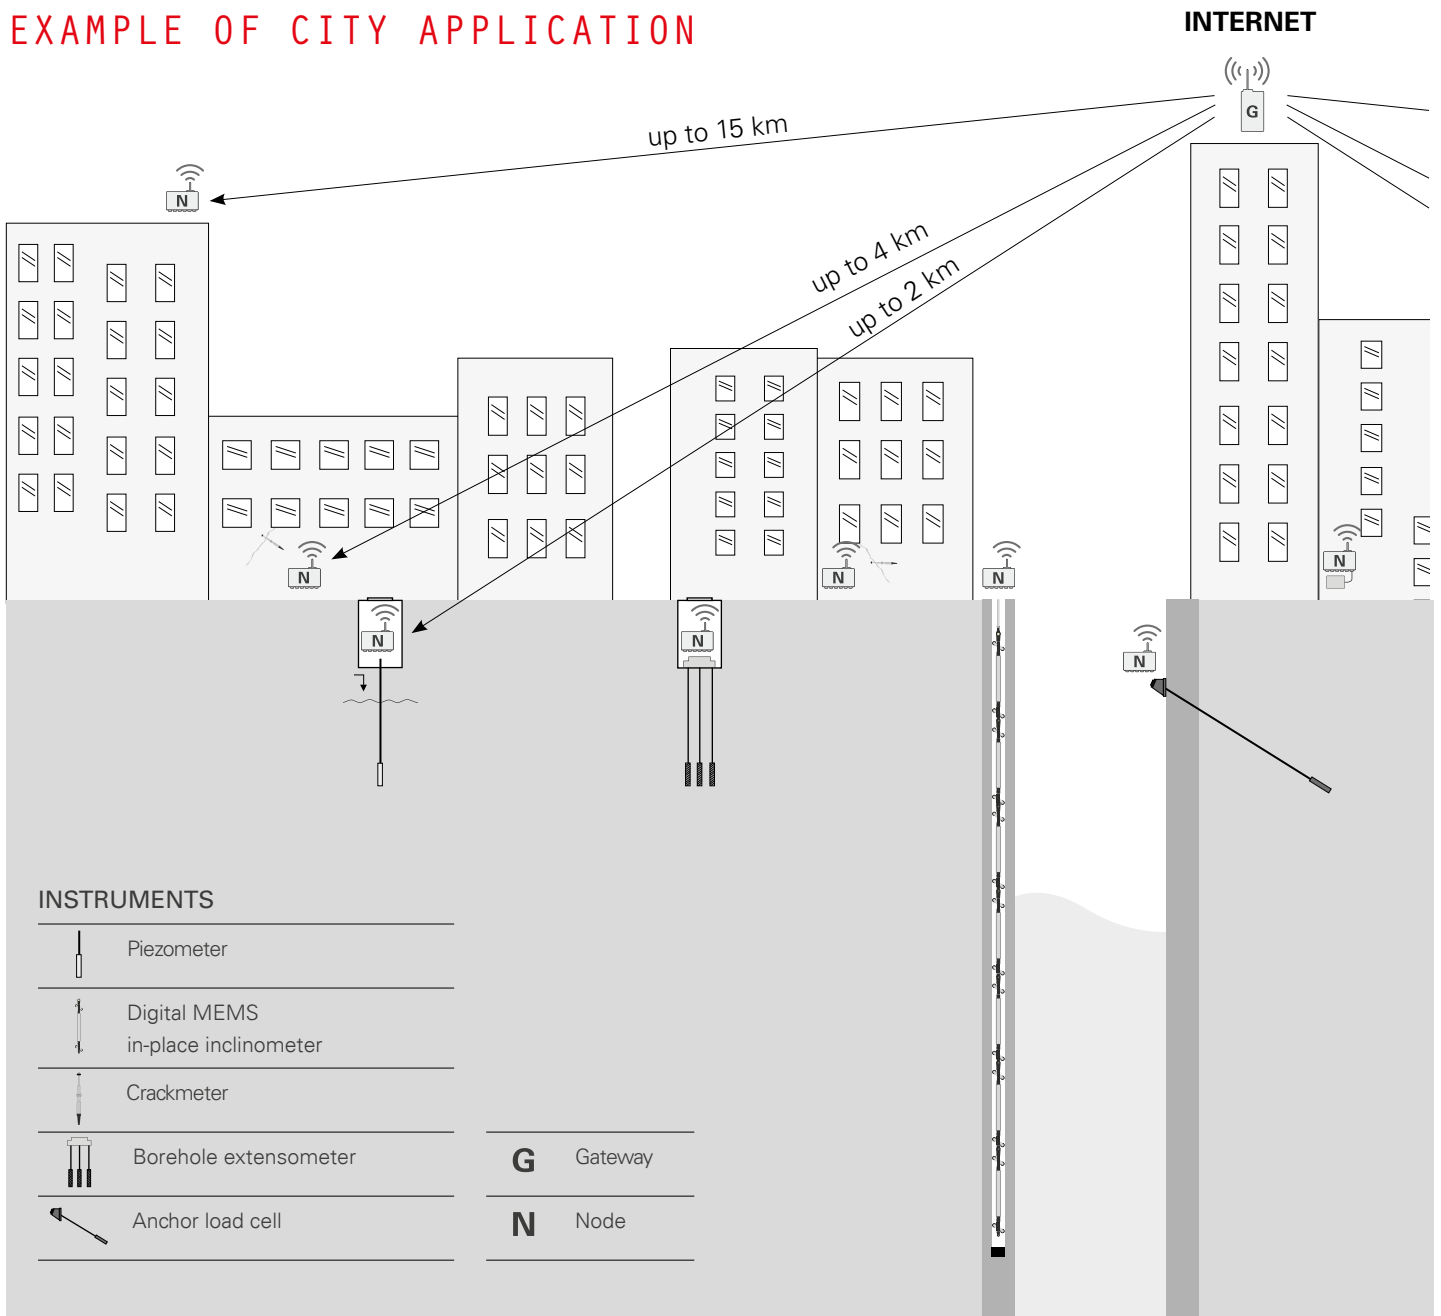 EXAMPLE OF CITY APPLICATION
INTERNET
G
up to 15 km
N
up to 4 km
up to 2 km
N
N
N
N
N
N
N
N
INSTRUMENTS
Piezometer
Digital MEMS
in-place inclinometer
Crackmeter
Borehole extensometer
G Gateway
Anchor load cell
N Node